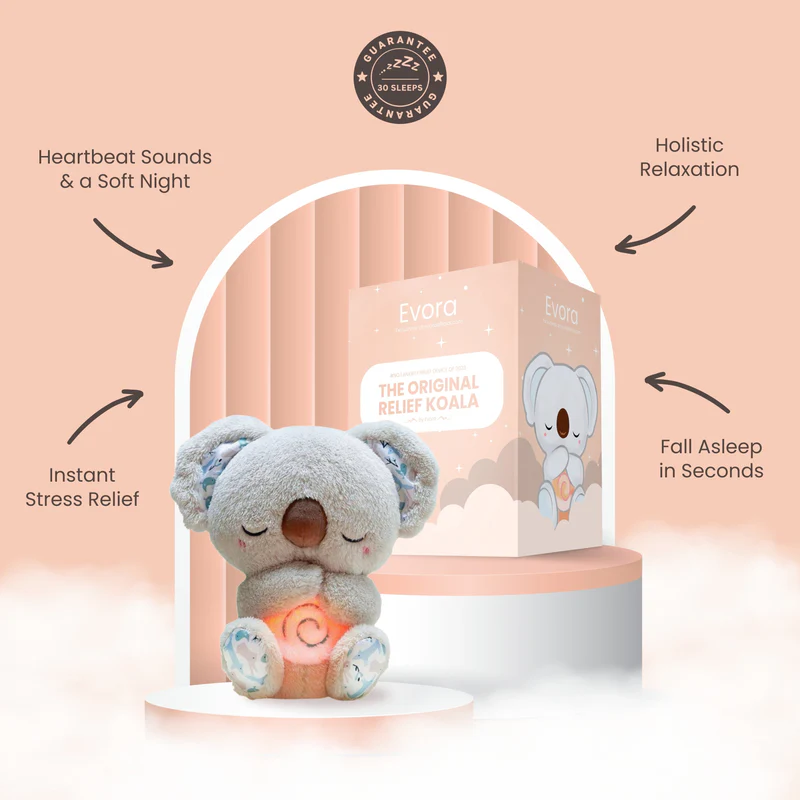 GUARANTEE
zzZZZ
30 SLEEPS
GUARANTEE
Heartbeat Sounds
& a Soft Night
Holistic
Relaxation
Evora
Evora
THE ORIGINAL
RELIEF KOALA
Instant
Stress Relief
Fall Asleep
in Seconds